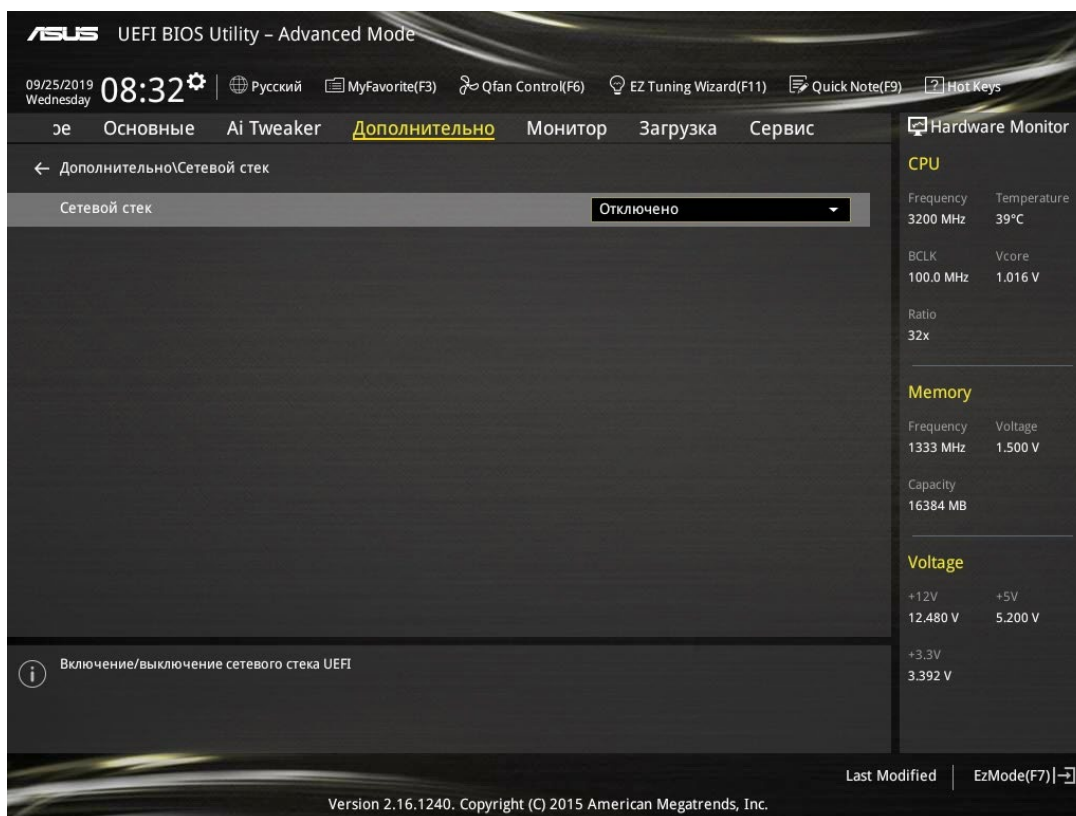 ASUS UEFI BIOS Utility – Advanced Mode
09/25/2019 Wednesday 08:32 Русский MyFavorite(F3) Qfan Control(F6) EZ Tuning Wizard(F11) Quick Note(F9) Hot Keys
ое Основные Ai Tweaker Дополнительно Монитор Загрузка Сервис
← Дополнительно\Сетевой стек
Сетевой стек Отключено
Включение/выключение сетевого стека UEFI
Hardware Monitor
CPU
Frequency Temperature
3200 MHz 39°C
BCLK Vcore
100.0 MHz 1.016 V
Ratio
32x
Memory
Frequency Voltage
1333 MHz 1.500 V
Capacity
16384 MB
Voltage
+12V +5V
12.480 V 5.200 V
+3.3V
3.392 V
Last Modified EzMode(F7)
Version 2.16.1240. Copyright (C) 2015 American Megatrends, Inc.